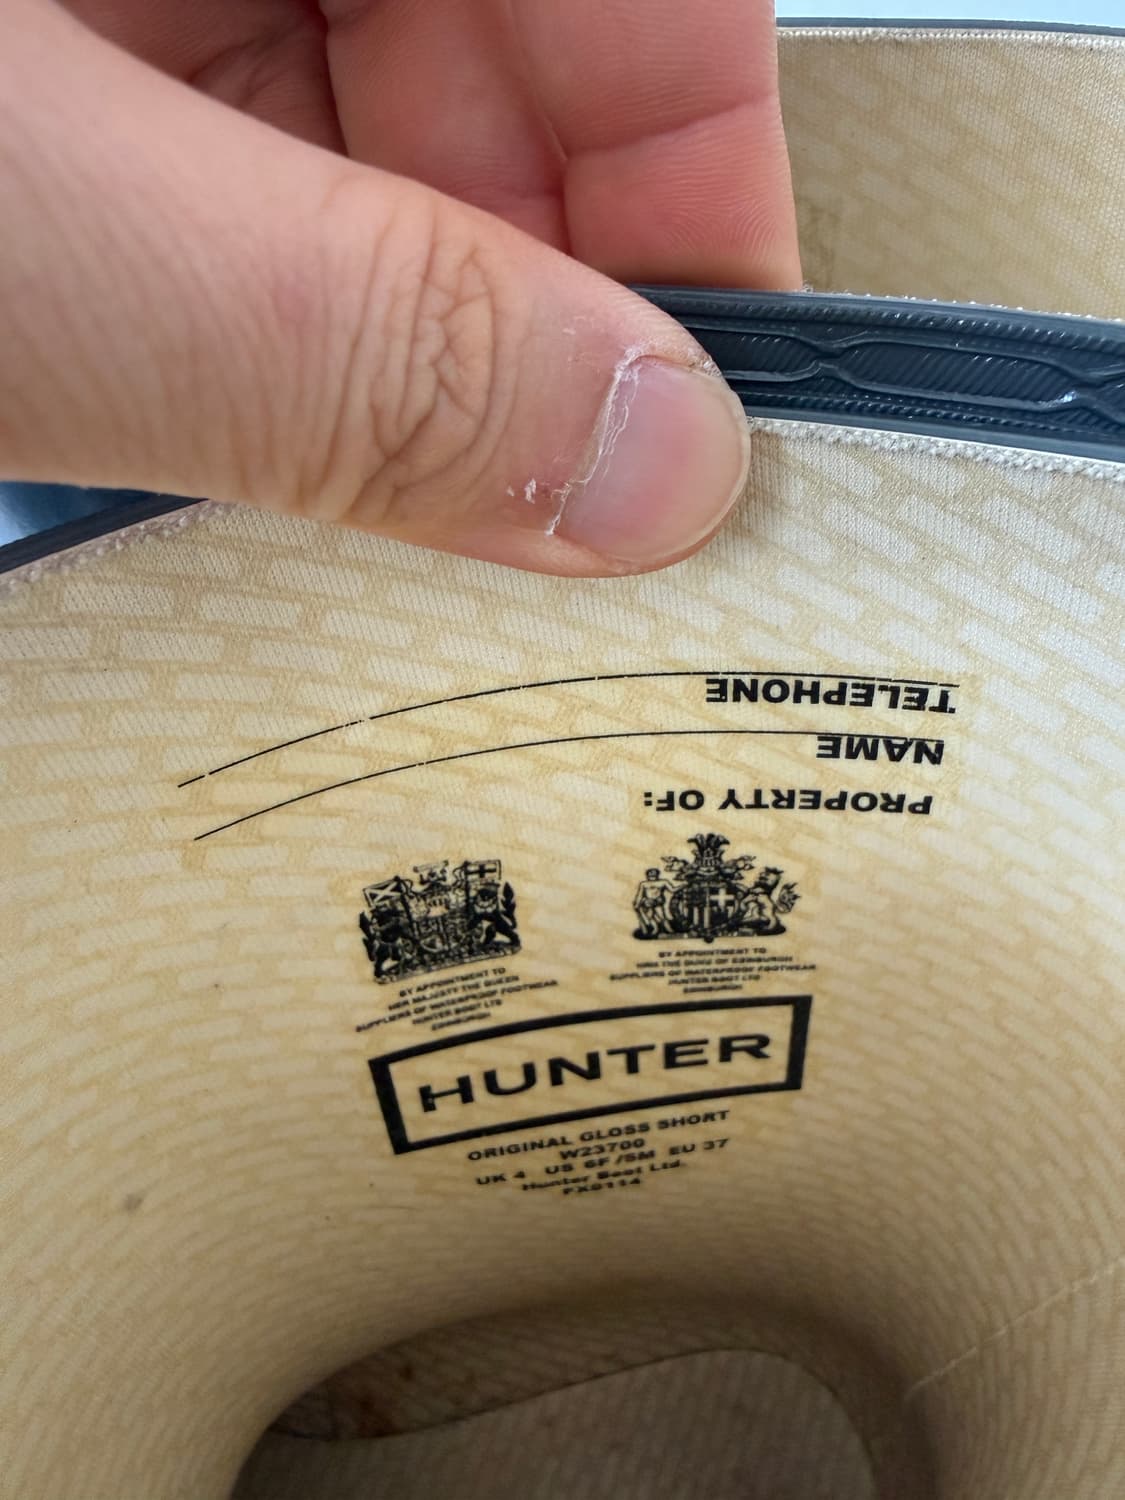 TELEPHONE
NAME
PROPERTY OF:
BY APPOINTMENT TO
HER MAJESTY THE QUEEN
SUPPLIERS OF WATERPROOF FOOTWEAR
HUNTER BOOT LTD
EDINBURGH
BY APPOINTMENT TO
HRH THE DUKE OF EDINBURGH
SUPPLIERS OF WATERPROOF FOOTWEAR
HUNTER BOOT LTD
EDINBURGH
HUNTER
ORIGINAL GLOSS SHORT
W23700
UK 4 US 6F /5M EU 37
Hunter Boot Ltd.
FX0114